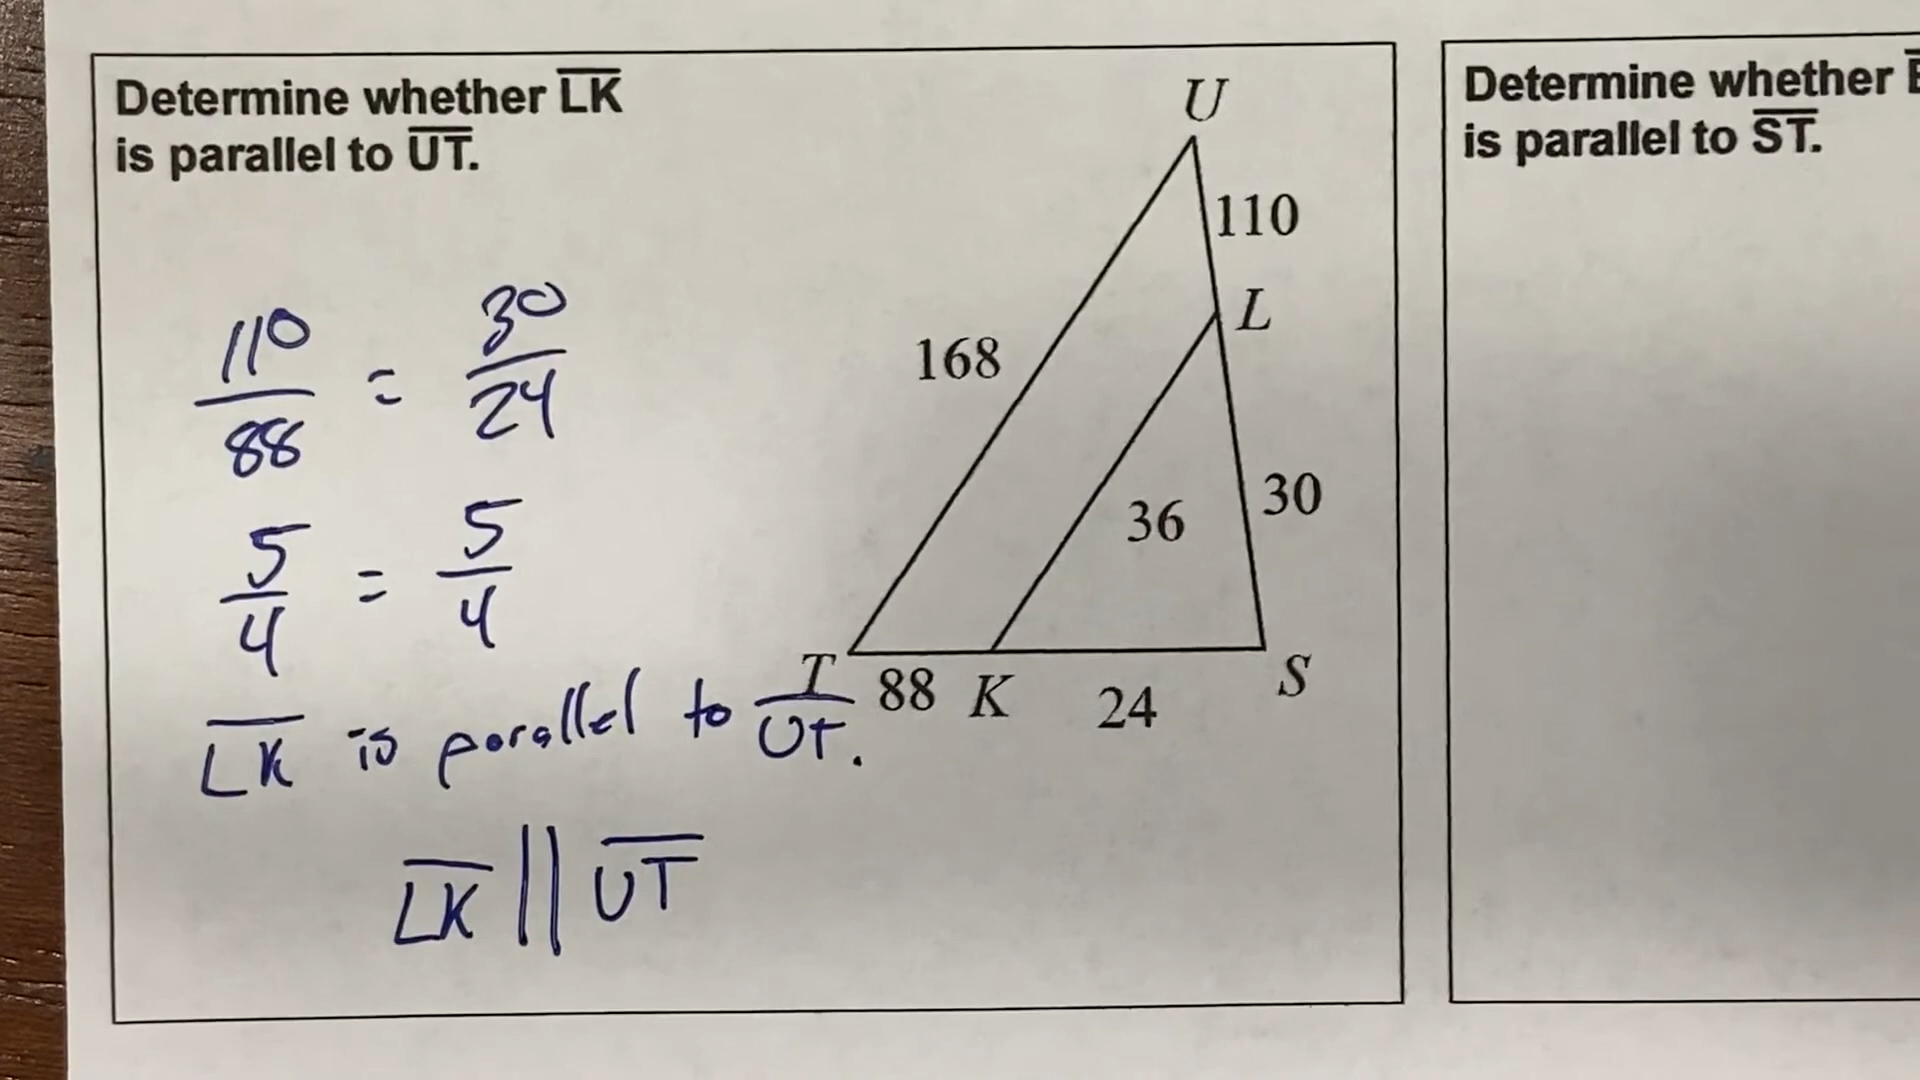 Determine whether LK
is parallel to UT.
110/88 = 30/24
5/4 = 5/4
LK is parallel to UT.
LK || UT
U
110
L
168
36
30
T
88
K
24
S
Determine whether
is parallel to ST.